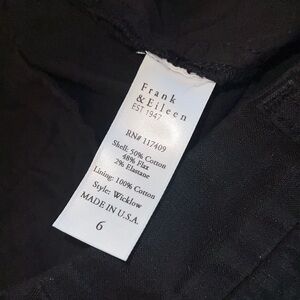 Frank
& Eileen
EST 1947
RN# 117409
Shell: 50% Cotton
48% Flax
2% Elastane
Lining: 100% Cotton
Style: Wicklow
MADE IN U.S.A.
6